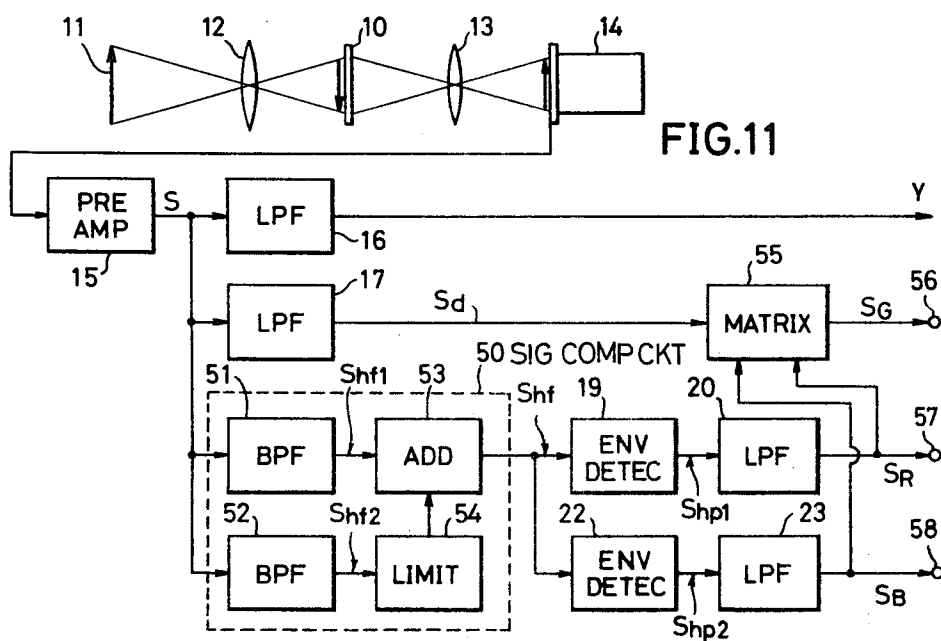 11 12 10 13 14
FIG.11
PRE AMP
15
S
LPF
16
Y
17
LPF
Sd
55
MATRIX
SG
56
50 SIG COMP CKT
51
BPF
Shf1
53
ADD
Shf
19
ENV DETEC
Shp1
20
LPF
SR
57
52
BPF
Shf2
54
LIMIT
22
ENV DETEC
Shp2
23
LPF
SB
58